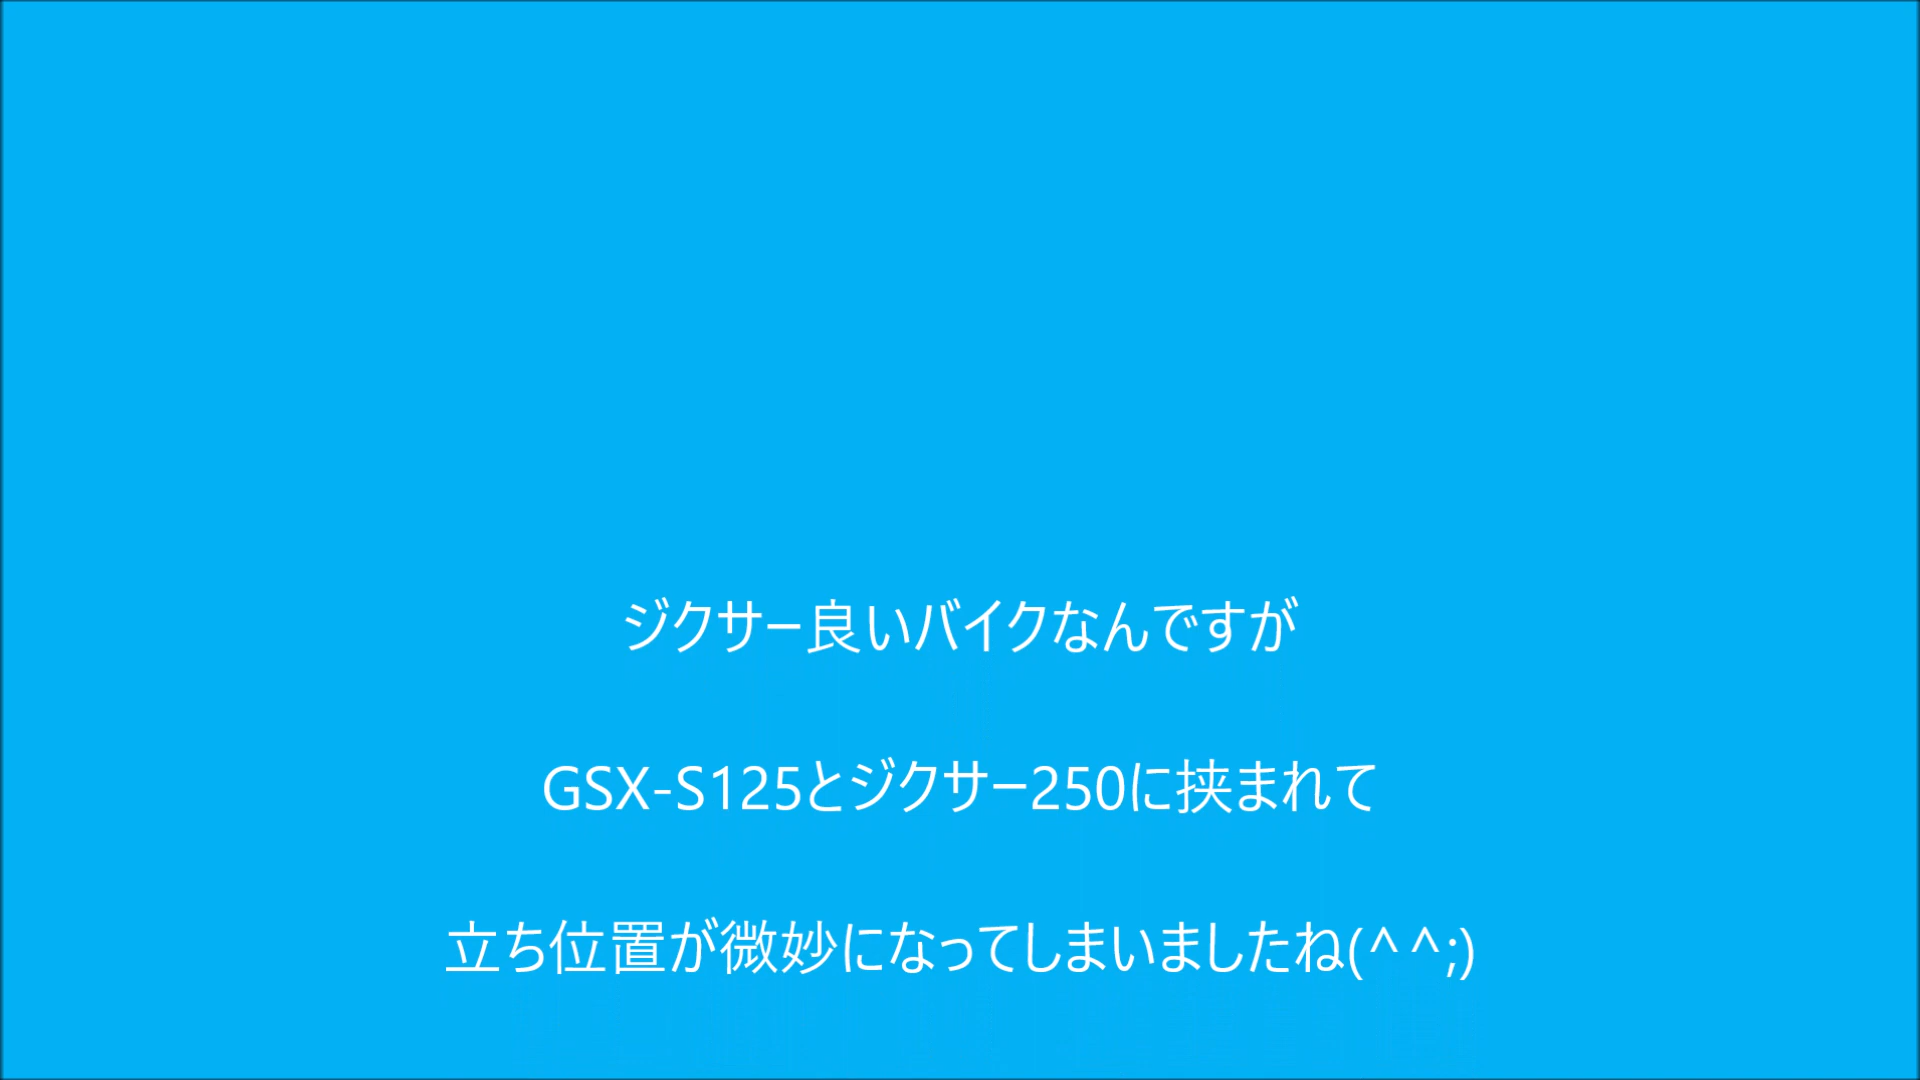 ジクサー良いバイクなんですが
GSX-S125とジクサー250に挟まれて
立ち位置が微妙になってしまいましたね(^^;)